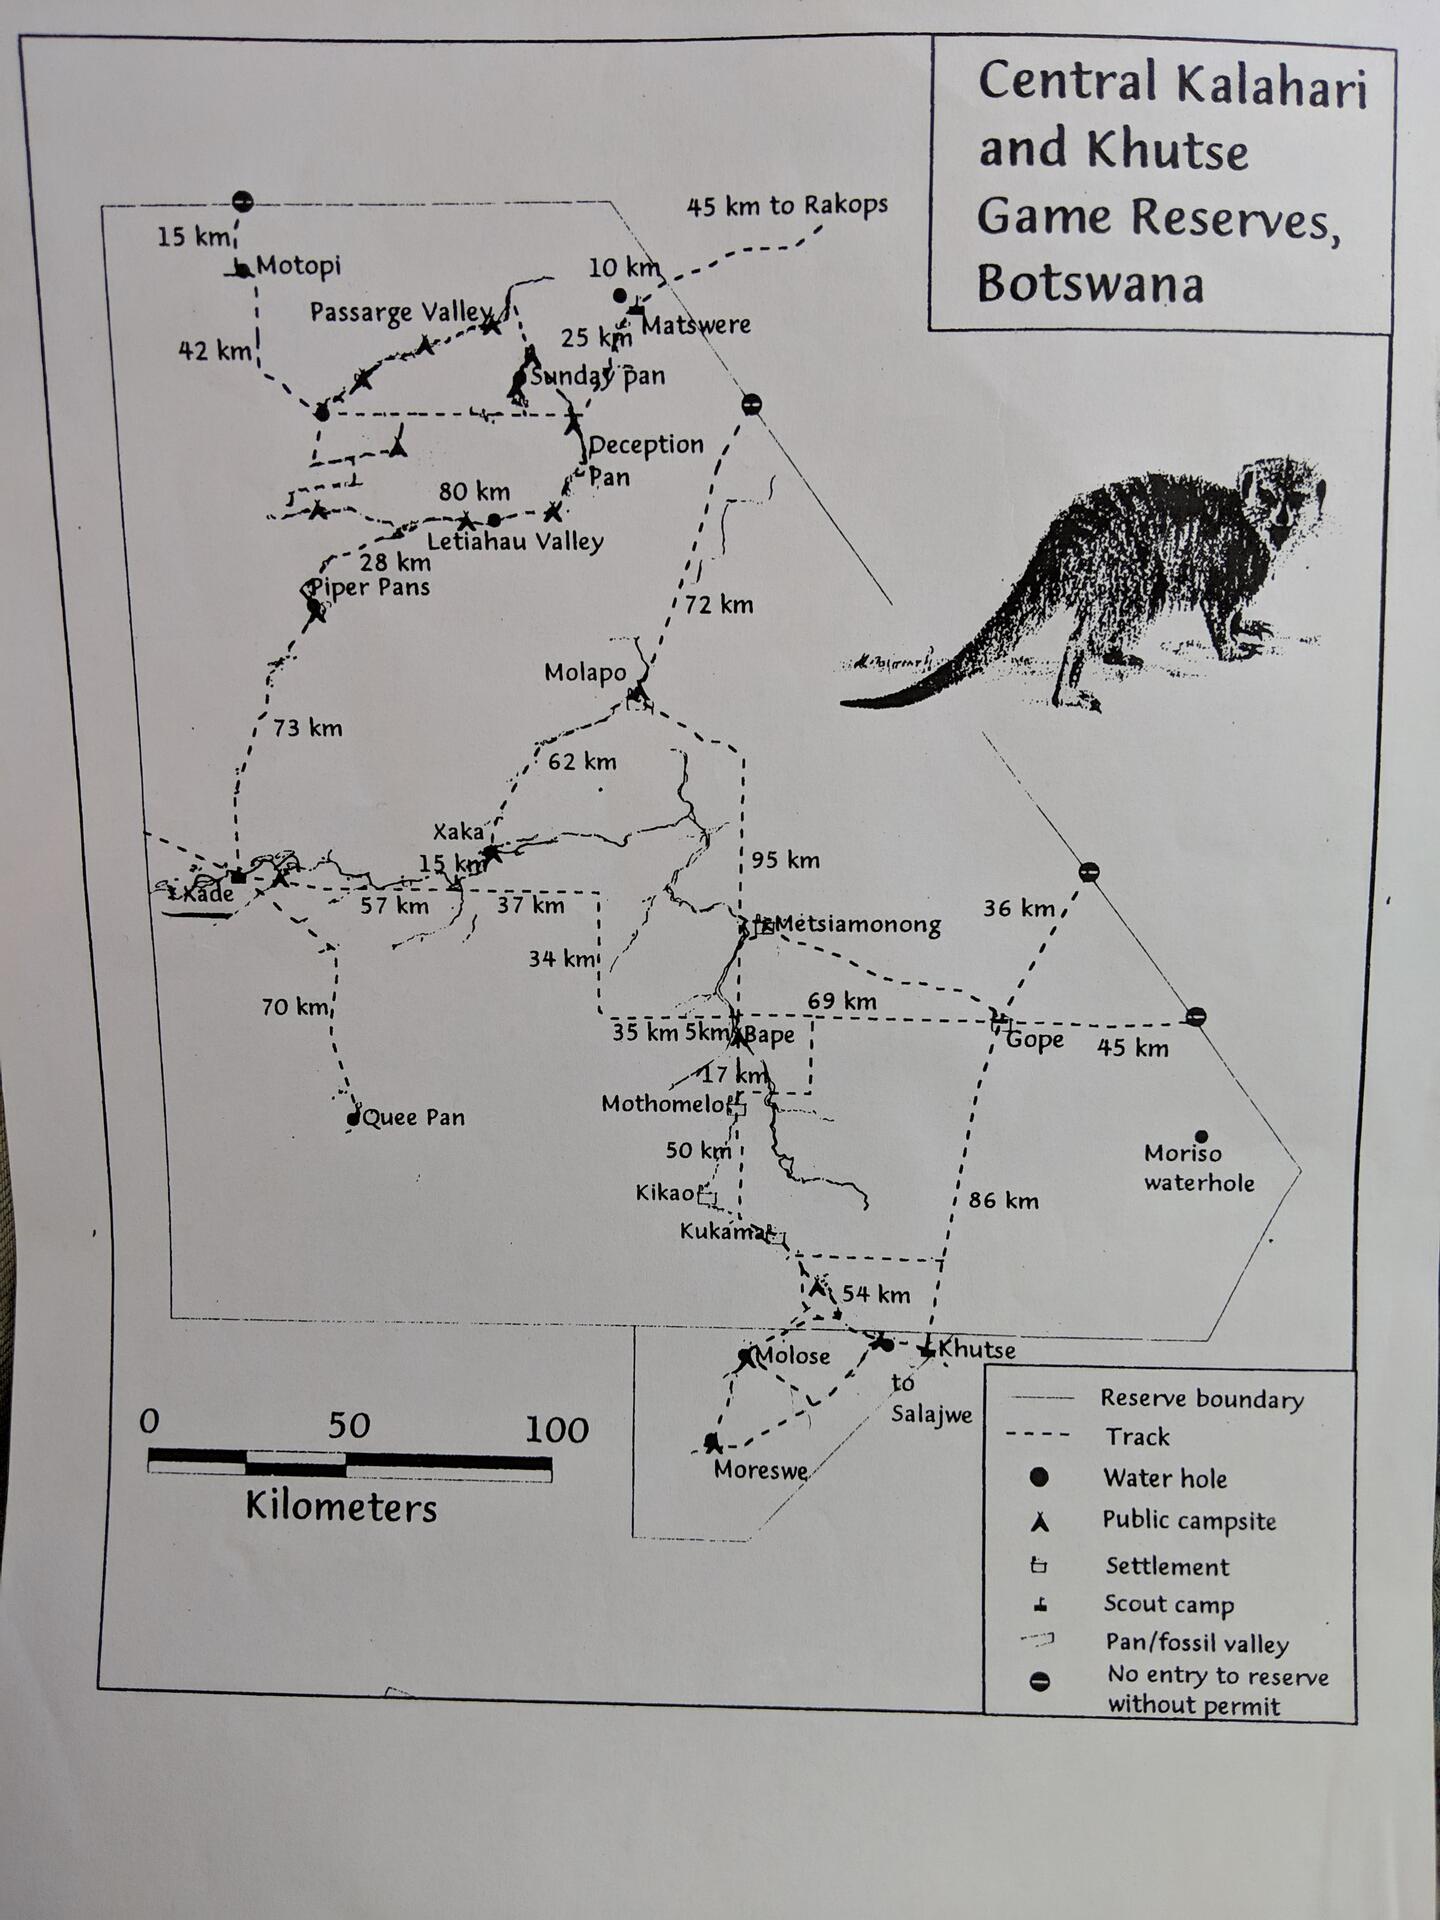 Central Kalahari
and Khutse
Game Reserves,
Botswana
45 km to Rakops
15 km
Motopi
10 km
Passarge Valley
Matswere
25 km
42 km
Sunday pan
Deception
Pan
80 km
Letiahau Valley
28 km
Piper Pans
72 km
Molapo
73 km
62 km
Xaka
15 km
95 km
Xade
57 km
37 km
36 km
Metsiamonong
34 km
70 km
69 km
35 km
5km
Bape
Gope
45 km
17 km
Mothomelo
Quee Pan
50 km
Moriso
waterhole
Kikao
86 km
Kukama
54 km
Molose
Khutse
to
Salajwe
Moreswe
0 50 100
Kilometers
Reserve boundary
Track
Water hole
Public campsite
Settlement
Scout camp
Pan/fossil valley
No entry to reserve
without permit